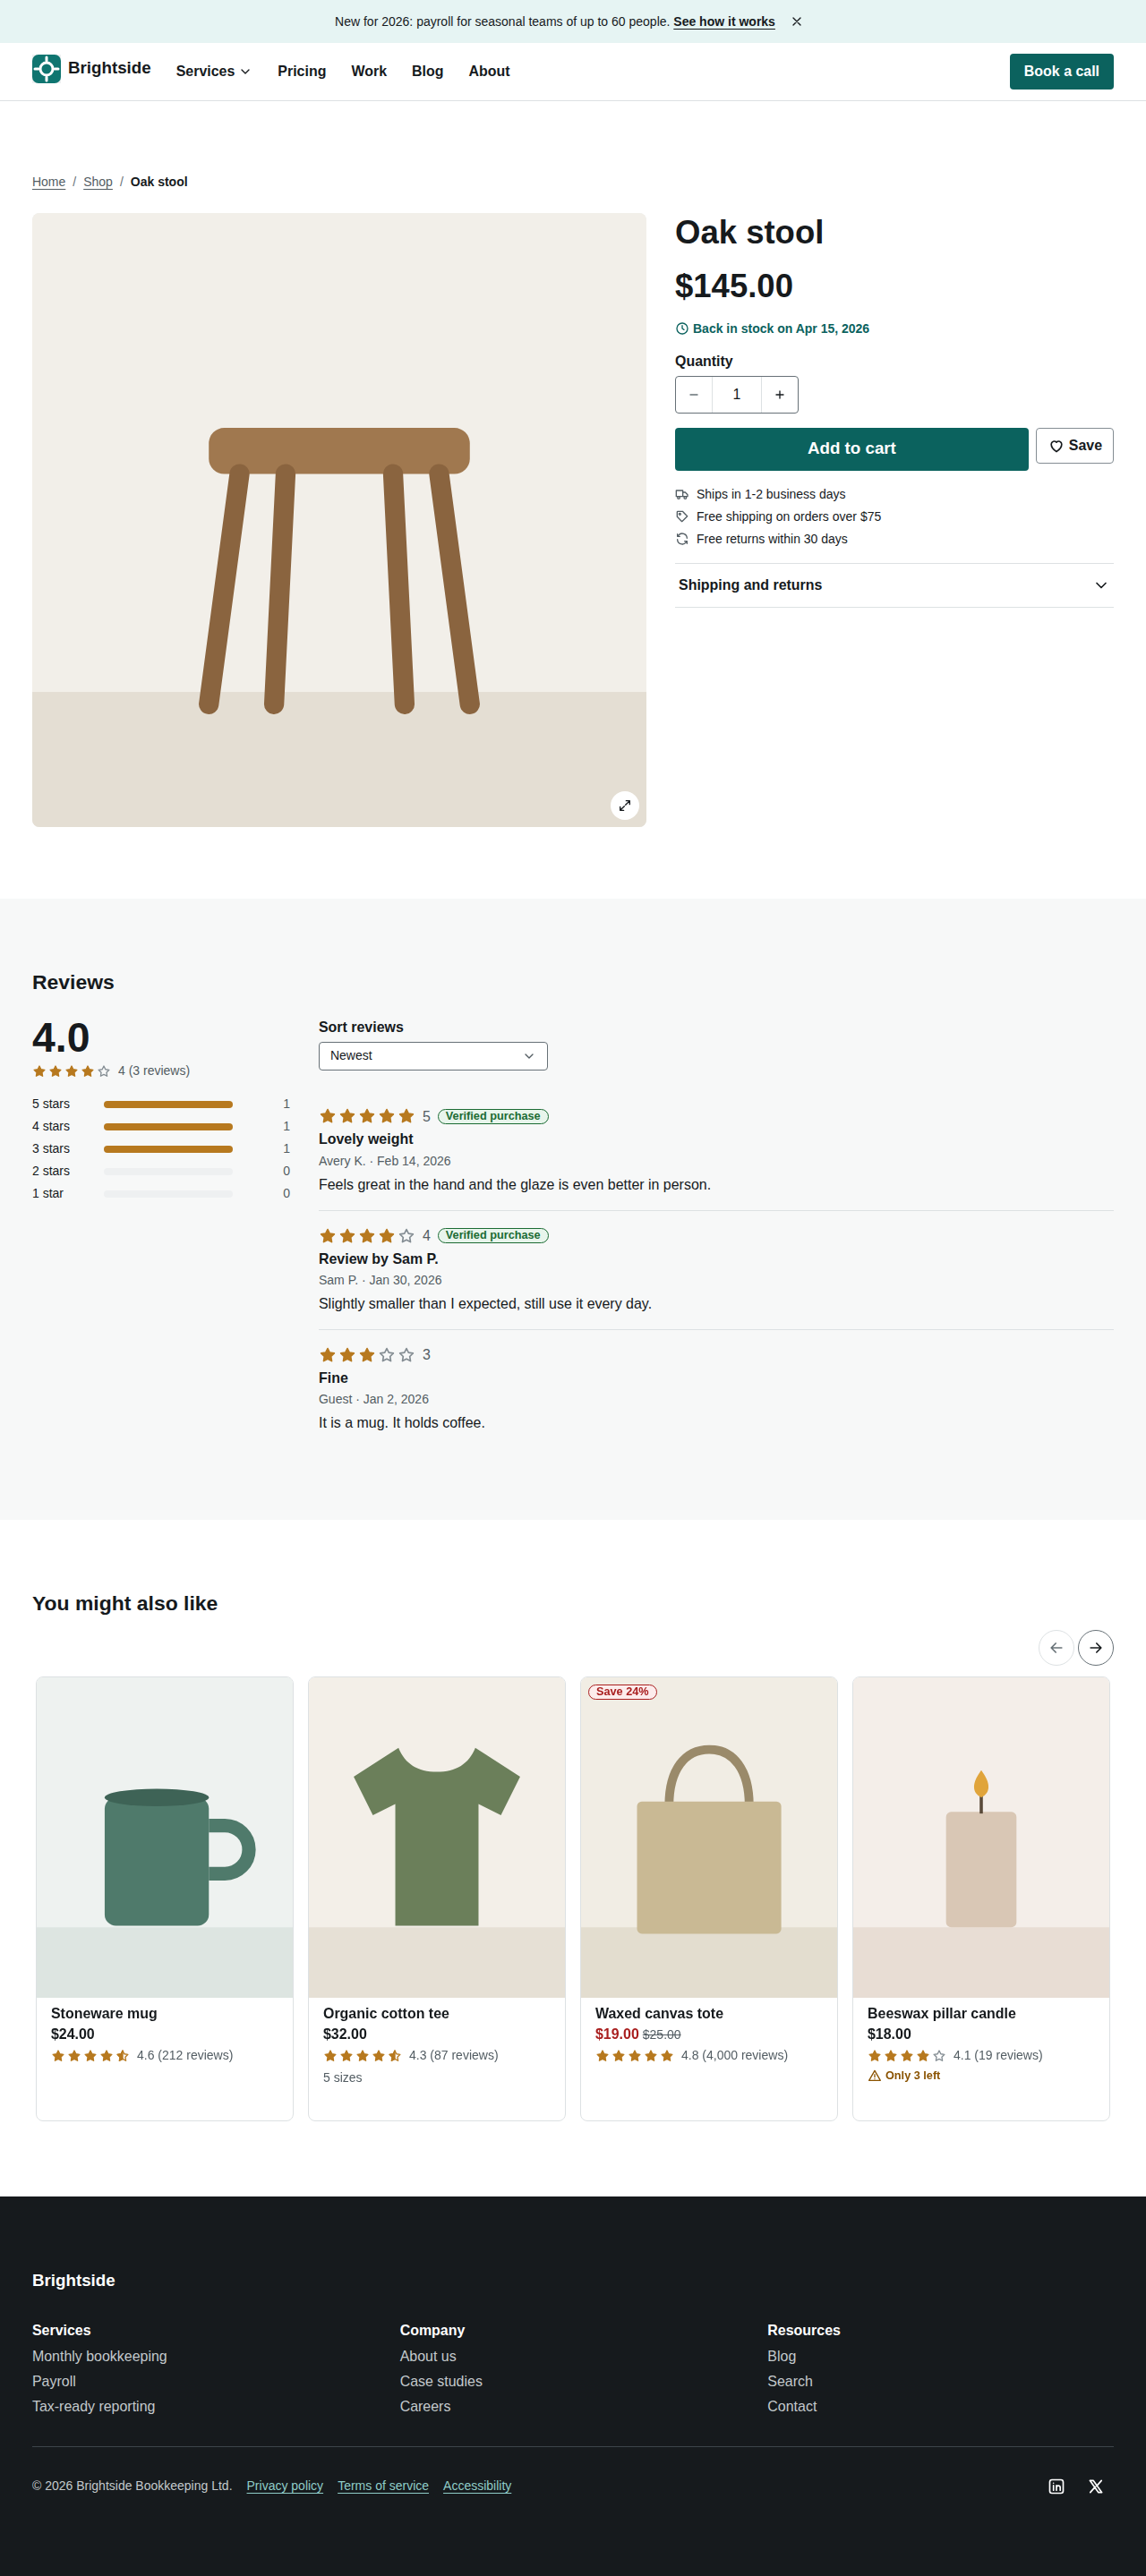 New for 2026: payroll for seasonal teams of up to 60 people. See how it works
Brightside
Services
Pricing
Work
Blog
About
Book a call
Home / Shop / Oak stool
Oak stool
$145.00
Back in stock on Apr 15, 2026
Quantity
− 1 +
Add to cart
Save
Ships in 1-2 business days
Free shipping on orders over $75
Free returns within 30 days
Shipping and returns
Reviews
4.0
4 (3 reviews)
5 stars 1
4 stars 1
3 stars 1
2 stars 0
1 star 0
Sort reviews
Newest
5 Verified purchase
Lovely weight
Avery K. · Feb 14, 2026
Feels great in the hand and the glaze is even better in person.
4 Verified purchase
Review by Sam P.
Sam P. · Jan 30, 2026
Slightly smaller than I expected, still use it every day.
3
Fine
Guest · Jan 2, 2026
It is a mug. It holds coffee.
You might also like
Stoneware mug
$24.00
4.6 (212 reviews)
Organic cotton tee
$32.00
4.3 (87 reviews)
5 sizes
Save 24%
Waxed canvas tote
$19.00 $25.00
4.8 (4,000 reviews)
Beeswax pillar candle
$18.00
4.1 (19 reviews)
Only 3 left
Brightside
Services
Monthly bookkeeping
Payroll
Tax-ready reporting
Company
About us
Case studies
Careers
Resources
Blog
Search
Contact
© 2026 Brightside Bookkeeping Ltd. Privacy policy Terms of service Accessibility